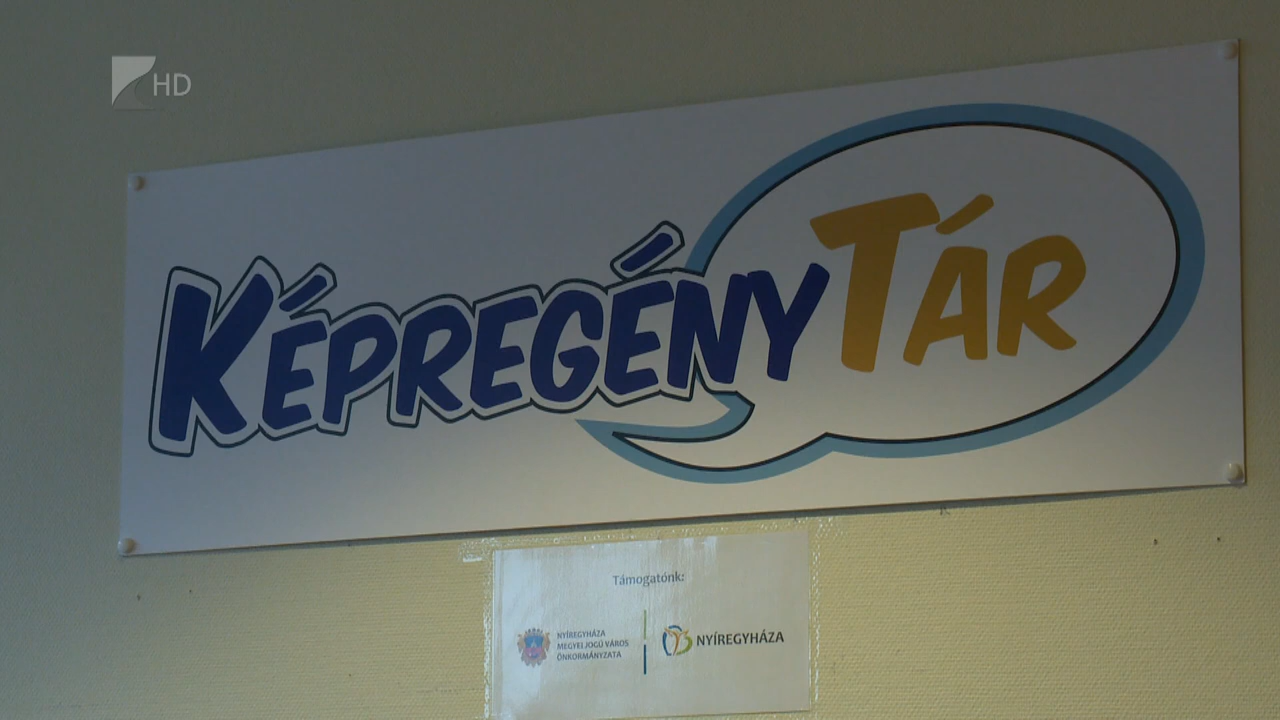 HD
KÉPREGÉNYTÁR
Támogatónk:
NYÍREGYHÁZA
MEGYEI JOGÚ VÁROS
ÖNKORMÁNYZATA
NYÍREGYHÁZA